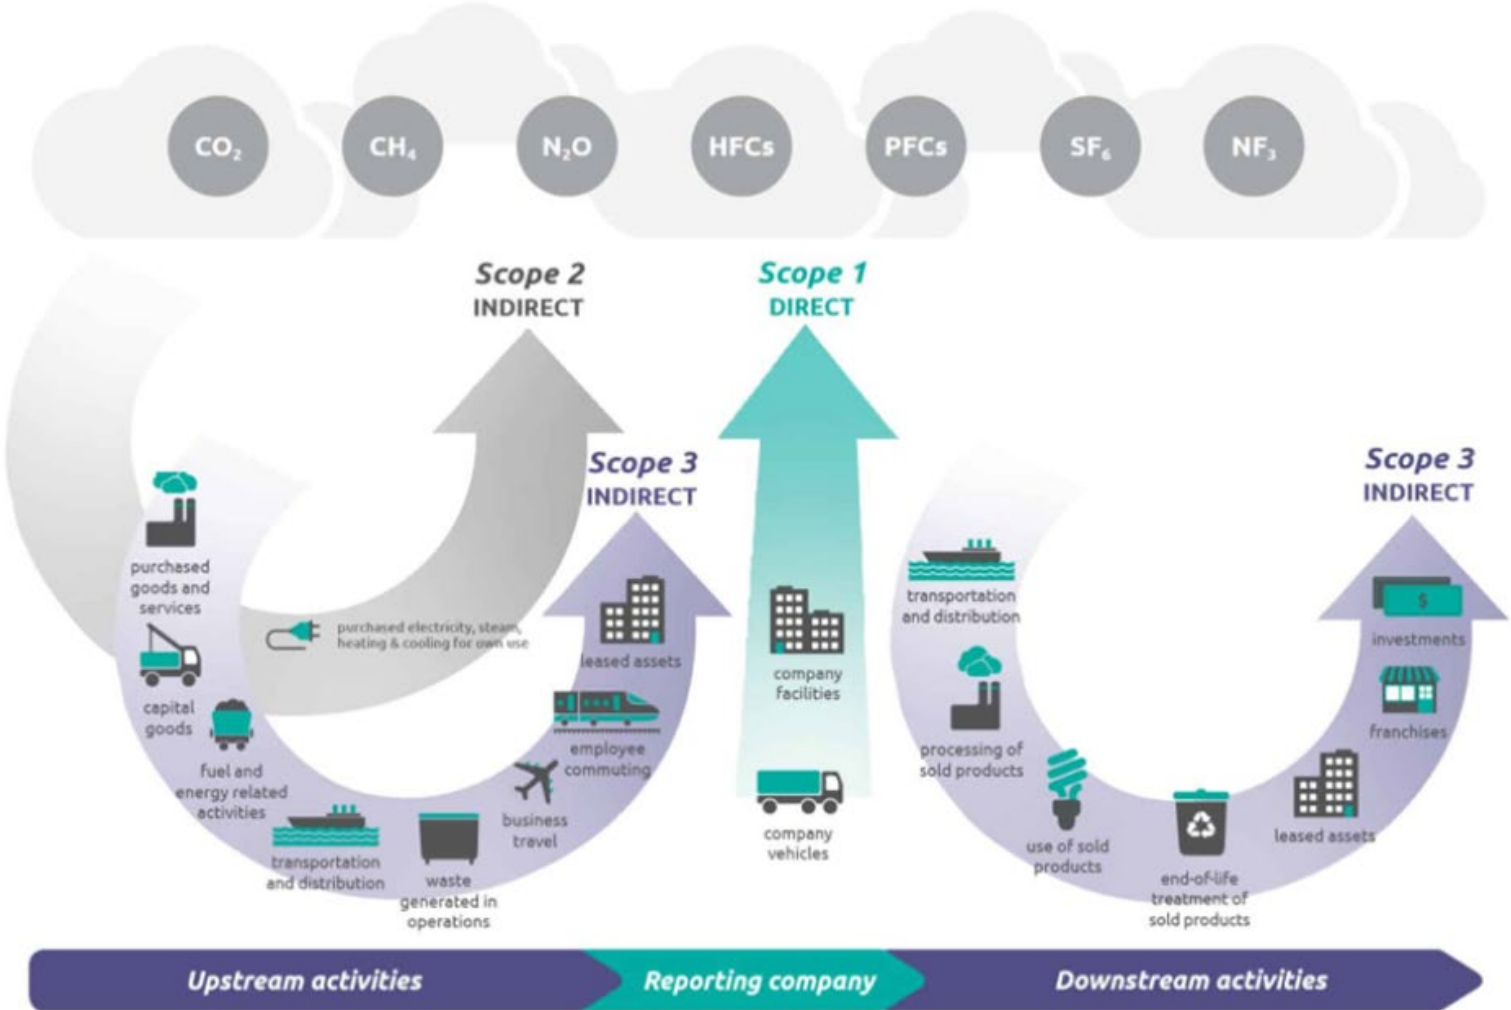 CO₂
CH₄
N₂O
HFCs
PFCs
SF₆
NF₃
Scope 2
INDIRECT
Scope 1
DIRECT
Scope 3
INDIRECT
Scope 3
INDIRECT
purchased
goods and
services
capital
goods
fuel and
energy related
activities
transportation
and distribution
waste
generated in
operations
business
travel
employee
commuting
leased assets
purchased electricity, steam,
heating & cooling for own use
company
facilities
company
vehicles
transportation
and distribution
processing of
sold products
use of sold
products
end-of-life
treatment of
sold products
leased assets
franchises
$
investments
Upstream activities
Reporting company
Downstream activities